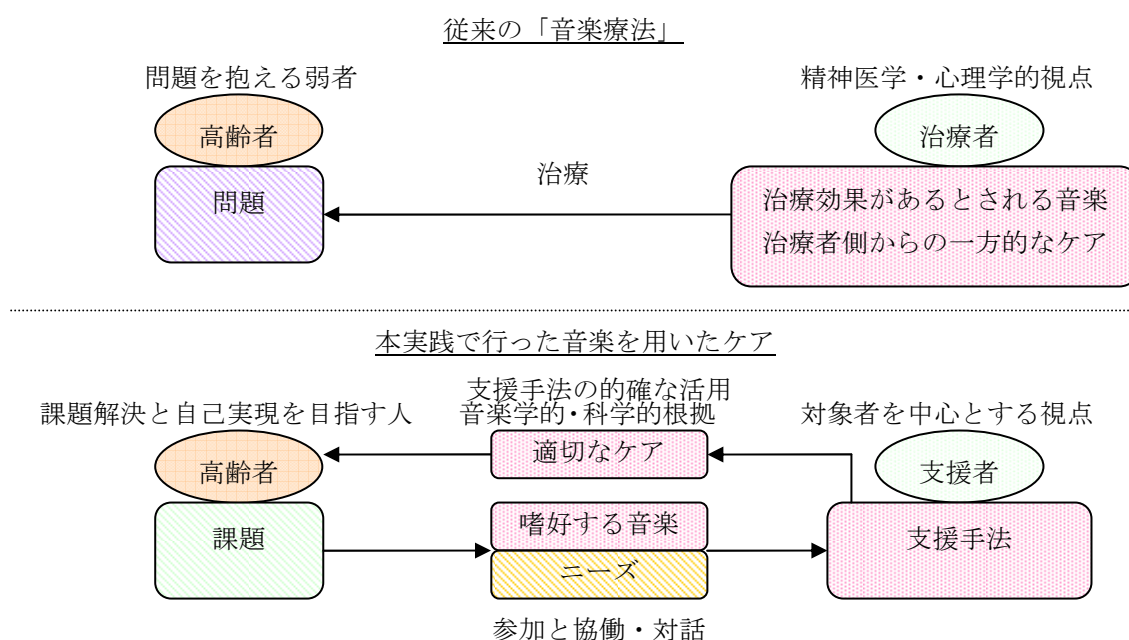 従来の「音楽療法」
問題を抱える弱者
精神医学・心理学的視点
高齢者
治療者
治療
問題
治療効果があるとされる音楽
治療者側からの一方的なケア
本実践で行った音楽を用いたケア
支援手法の的確な活用
課題解決と自己実現を目指す人
音楽学的・科学的根拠
対象者を中心とする視点
高齢者
適切なケア
支援者
課題
嗜好する音楽
支援手法
ニーズ
参加と協働・対話